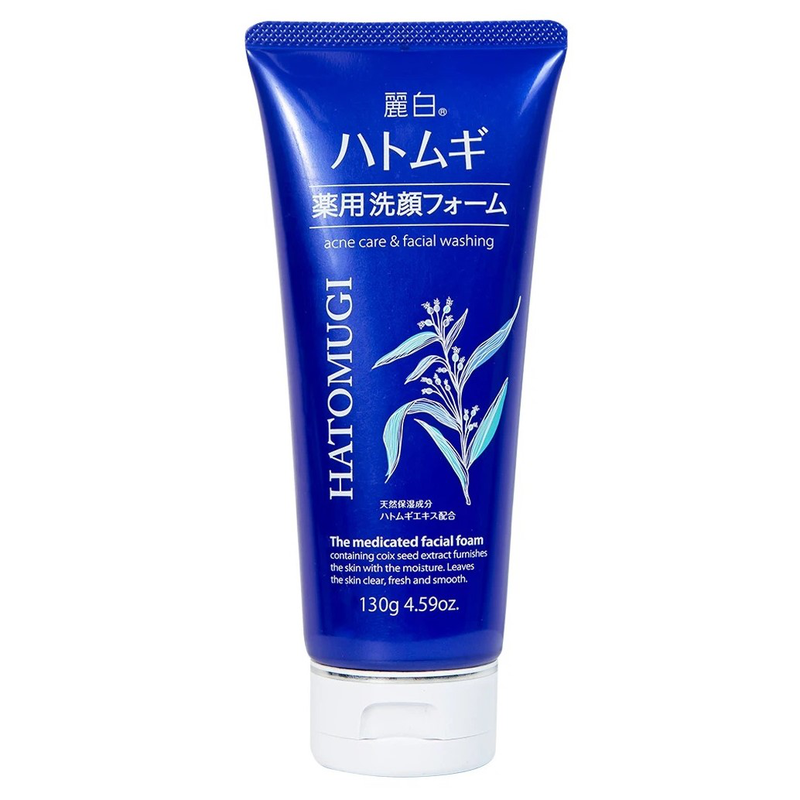 麗白®
ハトムギ
薬用 洗顔フォーム
acne care & facial washing
HATOMUGI
天然保湿成分
ハトムギエキス配合
The medicated facial foam
containing coix seed extract furnishes
the skin with the moisture. Leaves
the skin clear, fresh and smooth.
130g 4.59oz.